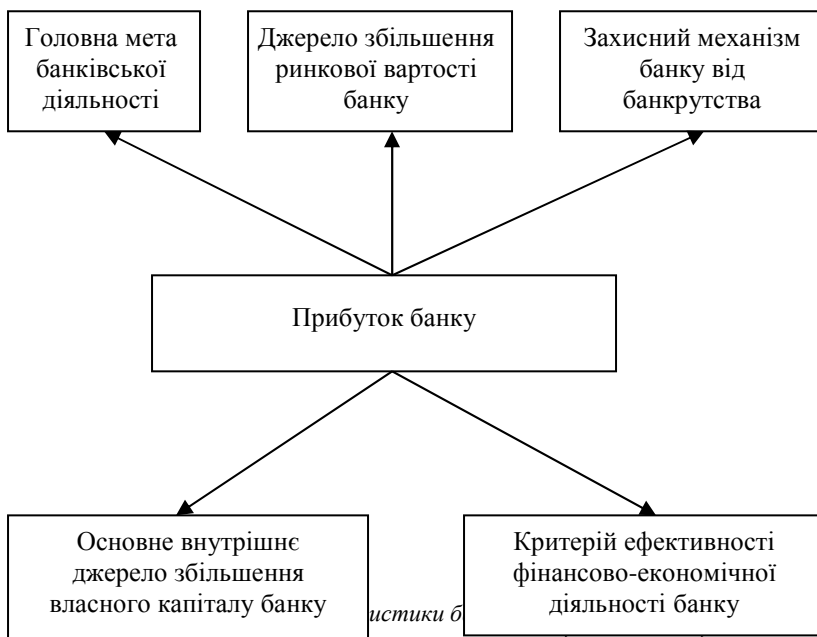 Головна мета
банківської
діяльності
Джерело збільшення
ринкової вартості
банку
Захисний механізм
банку від
банкрутства
Прибуток банку
Основне внутрішнє
джерело збільшення
власного капіталу банку
Критерій ефективності
фінансово-економічної
діяльності банку